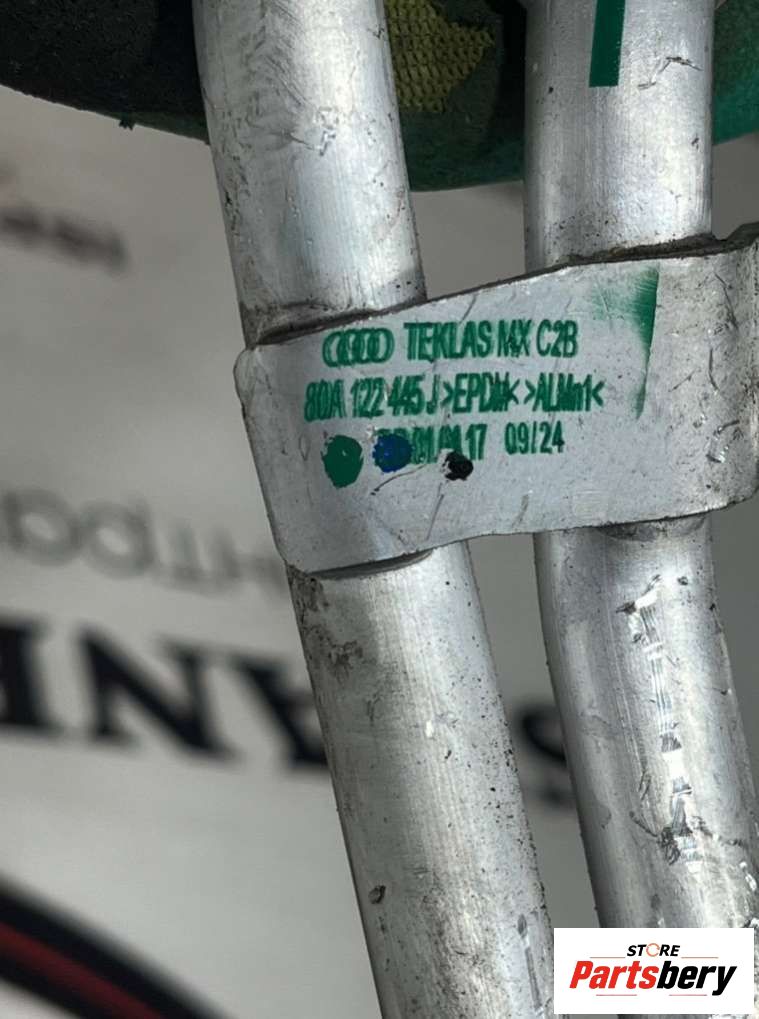 TEKLAS MX C2B
80A 122 445 J >EPDM< >ALMn1<
09/24
STORE
Partsbery